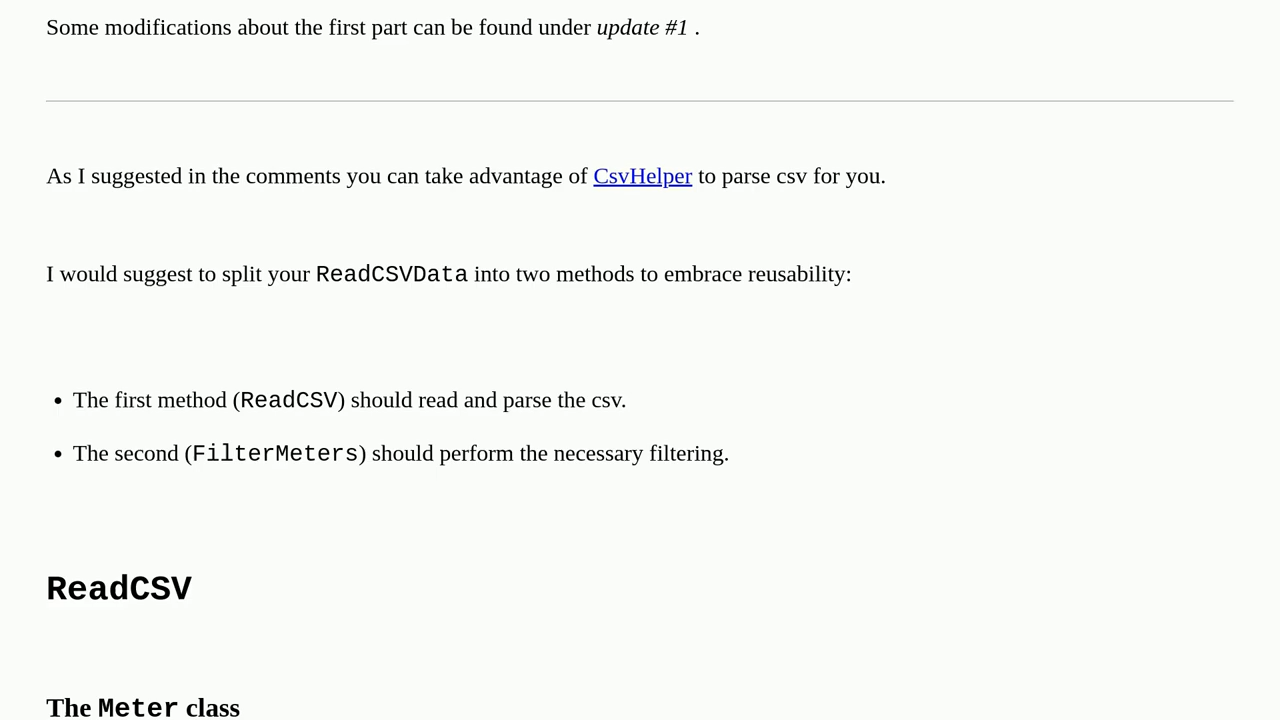 Some modifications about the first part can be found under update #1 .
As I suggested in the comments you can take advantage of CsvHelper to parse csv for you.
I would suggest to split your ReadCSVData into two methods to embrace reusability:
• The first method (ReadCSV) should read and parse the csv.
• The second (FilterMeters) should perform the necessary filtering.
ReadCSV
The Meter class